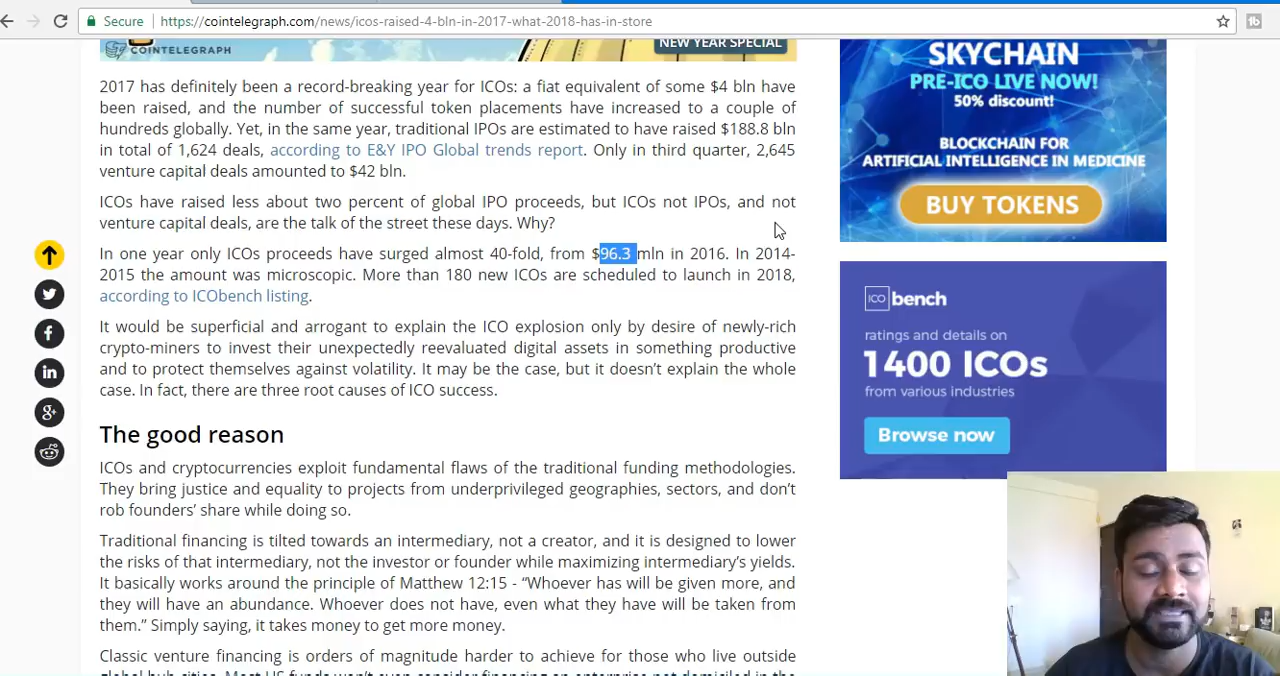 Secure
https://cointelegraph.com/news/icos-raised-4-bln-in-2017-what-2018-has-in-store
COINTELEGRAPH
NEW YEAR SPECIAL
2017 has definitely been a record-breaking year for ICOs: a fiat equivalent of some $4 bln have
been raised, and the number of successful token placements have increased to a couple of
hundreds globally. Yet, in the same year, traditional IPOs are estimated to have raised $188.8 bln
in total of 1,624 deals, according to E&Y IPO Global trends report. Only in third quarter, 2,645
venture capital deals amounted to $42 bln.
ICOs have raised less about two percent of global IPO proceeds, but ICOs not IPOs, and not
venture capital deals, are the talk of the street these days. Why?
In one year only ICOs proceeds have surged almost 40-fold, from $96.3 mln in 2016. In 2014-
2015 the amount was microscopic. More than 180 new ICOs are scheduled to launch in 2018,
according to ICObench listing.
It would be superficial and arrogant to explain the ICO explosion only by desire of newly-rich
crypto-miners to invest their unexpectedly reevaluated digital assets in something productive
and to protect themselves against volatility. It may be the case, but it doesn't explain the whole
case. In fact, there are three root causes of ICO success.
The good reason
ICOs and cryptocurrencies exploit fundamental flaws of the traditional funding methodologies.
They bring justice and equality to projects from underprivileged geographies, sectors, and don't
rob founders' share while doing so.
Traditional financing is tilted towards an intermediary, not a creator, and it is designed to lower
the risks of that intermediary, not the investor or founder while maximizing intermediary's yields.
It basically works around the principle of Matthew 12:15 - “Whoever has will be given more, and
they will have an abundance. Whoever does not have, even what they have will be taken from
them.” Simply saying, it takes money to get more money.
Classic venture financing is orders of magnitude harder to achieve for those who live outside
global hub cities. Most US funds won't even consider financing an enterprise not domiciled in the
SKYCHAIN
PRE-ICO LIVE NOW!
50% discount!
BLOCKCHAIN FOR
ARTIFICIAL INTELLIGENCE IN MEDICINE
BUY TOKENS
ICO bench
ratings and details on
1400 ICOs
from various industries
Browse now